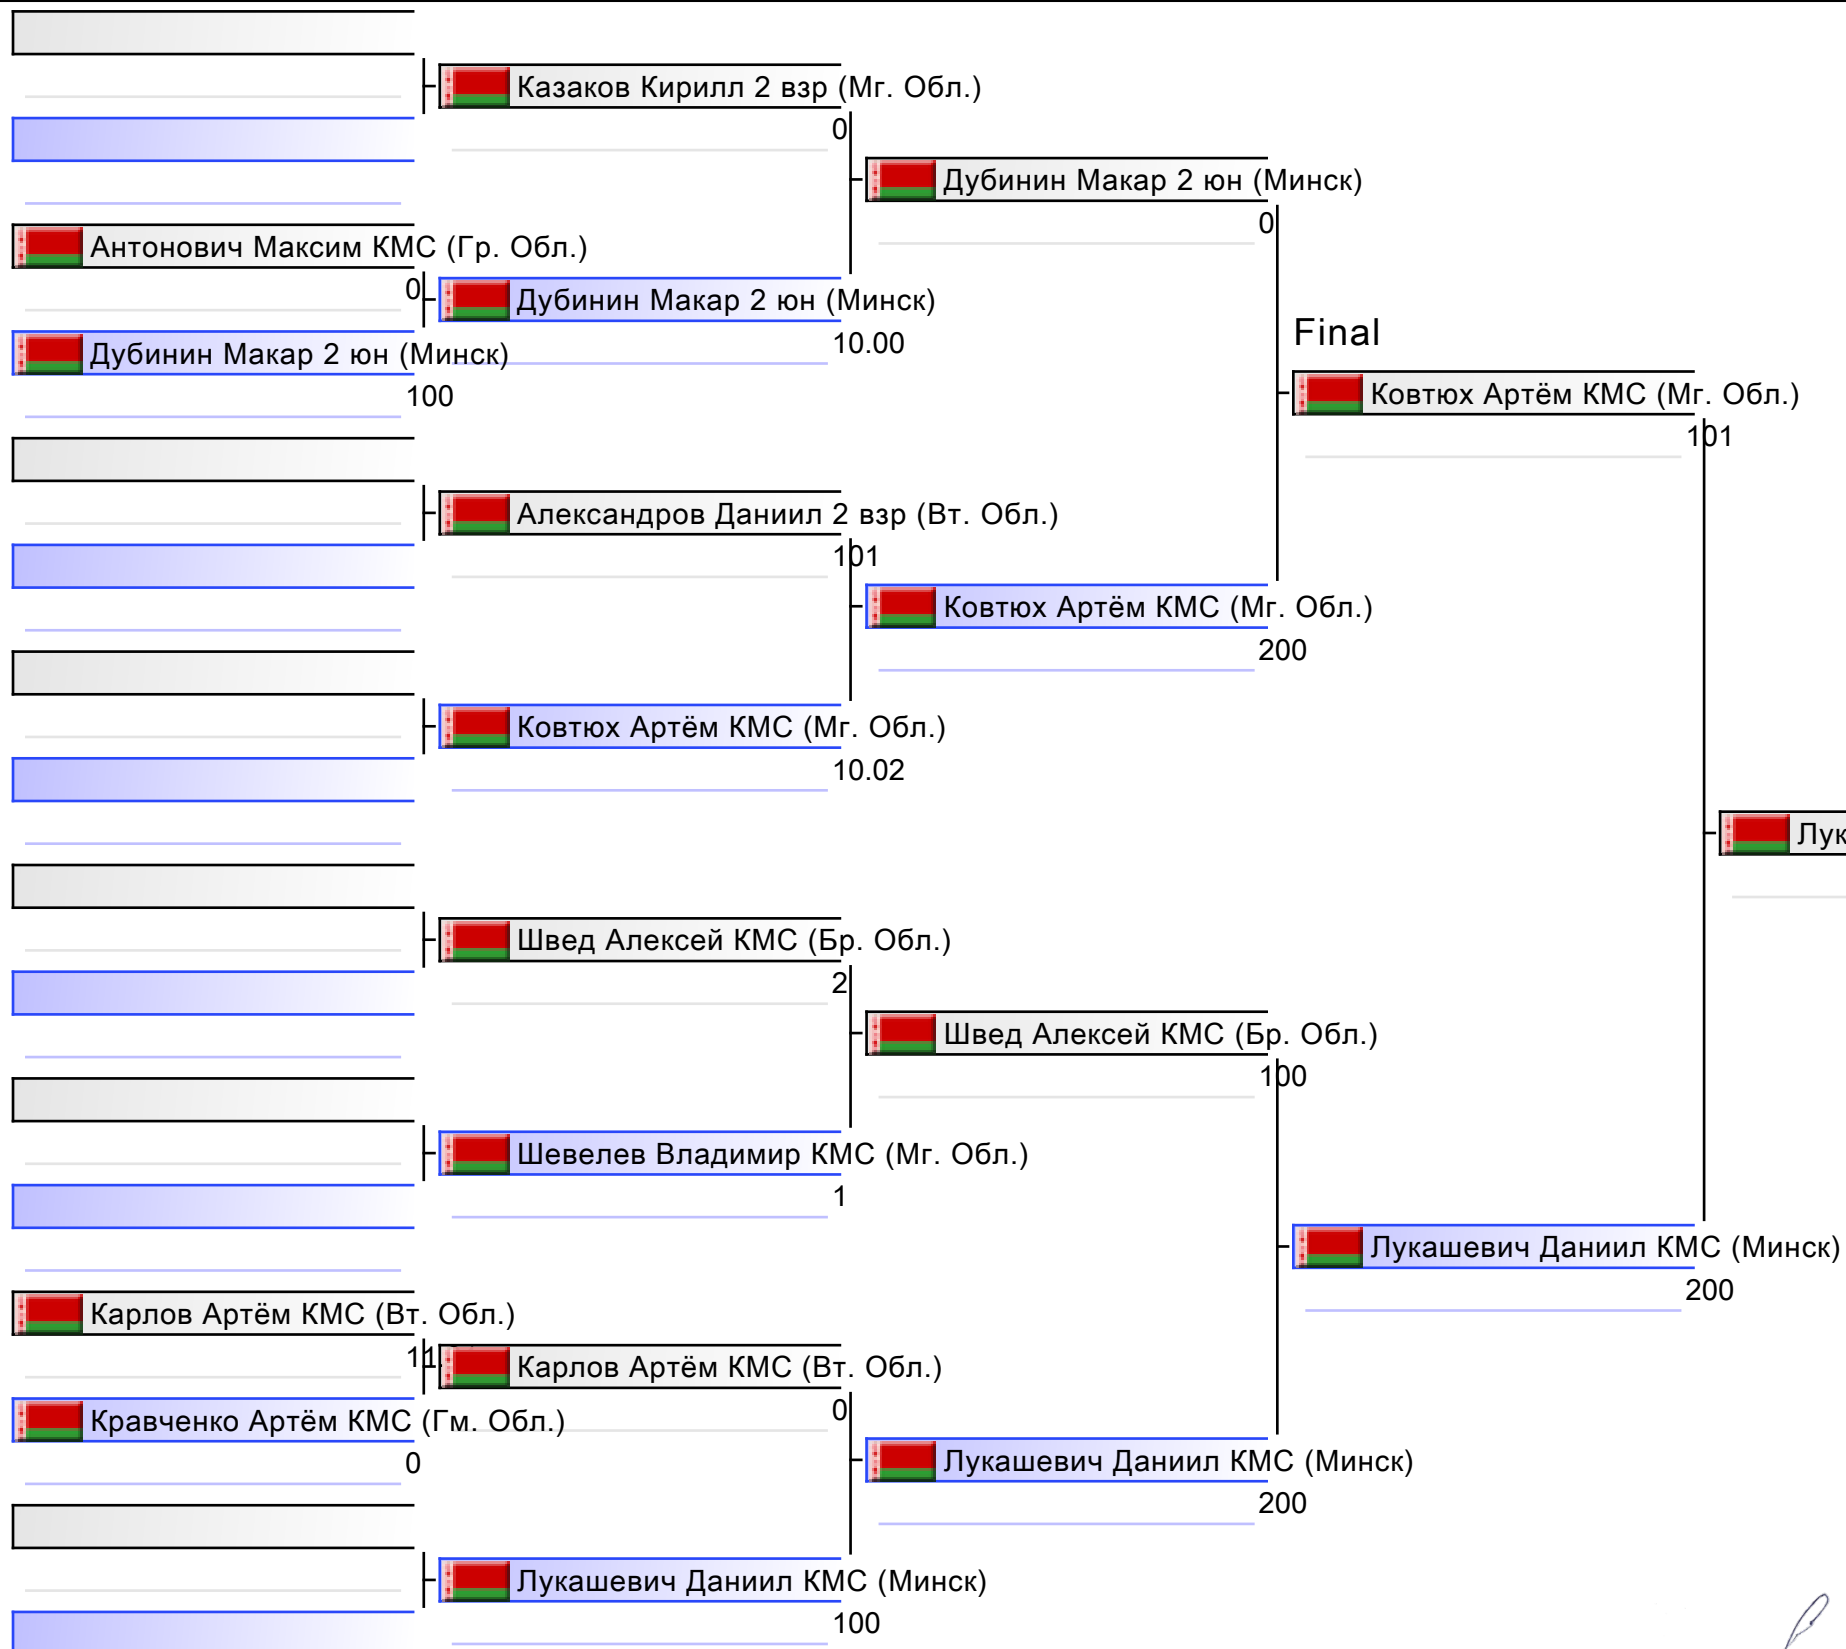 Казаков Кирилл 2 взр (Мг. Обл.)
0
Дубинин Макар 2 юн (Минск)
0
Антонович Максим КМС (Гр. Обл.)
0
Дубинин Макар 2 юн (Минск)
10.00
Дубинин Макар 2 юн (Минск)
100
Final
Ковтюх Артём КМС (Мг. Обл.)
101
Александров Даниил 2 взр (Вт. Обл.)
101
Ковтюх Артём КМС (Мг. Обл.)
200
Ковтюх Артём КМС (Мг. Обл.)
10.02
Швед Алексей КМС (Бр. Обл.)
2
Швед Алексей КМС (Бр. Обл.)
100
Шевелев Владимир КМС (Мг. Обл.)
1
Лукашевич Даниил КМС (Минск)
200
Карлов Артём КМС (Вт. Обл.)
Карлов Артём КМС (Вт. Обл.)
0
Кравченко Артём КМС (Гм. Обл.)
0
Лукашевич Даниил КМС (Минск)
200
Лукашевич Даниил КМС (Минск)
100